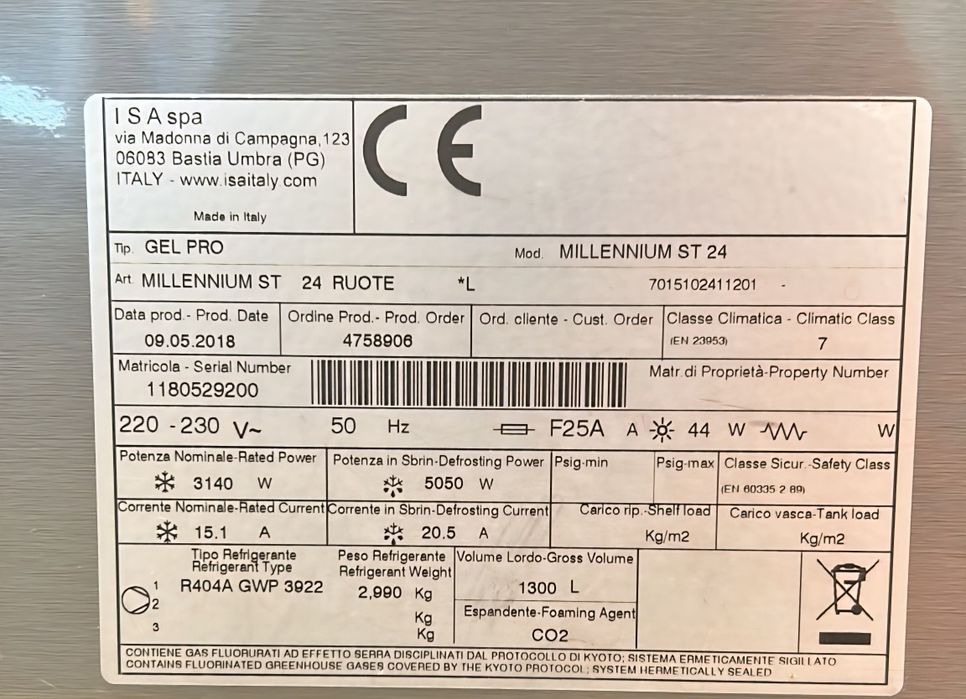 I S A spa
via Madonna di Campagna,123
06083 Bastia Umbra (PG)
ITALY - www.isaitaly com
Made in Italy
CE
Tip. GEL PRO Mod. MILLENNIUM ST 24
Art. MILLENNIUM ST 24 RUOTE *L 7015102411201 -
Data prod.- Prod. Date Ordine Prod.- Prod. Order Ord. cliente - Cust. Order Classe Climatica - Climatic Class
(EN 23953)
09.05.2018 4758906 7
Matricola - Serial Number Matr.di Proprietà-Property Number
1180529200
220 - 230 V~ 50 Hz F25A A 44 W W
Potenza Nominale-Rated Power Potenza in Sbrin-Defrosting Power Psig-min Psig-max Classe Sicur.-Safety Class
3140 W 5050 W (EN 60335 2 89)
Corrente Nominale-Rated Current Corrente in Sbrin-Defrosting Current Carico rip.-Shelf load Carico vasca-Tank load
15.1 A 20.5 A Kg/m2 Kg/m2
Tipo Refrigerante Peso Refrigerante Volume Lordo-Gross Volume
Refrigerant Type Refrigerant Weight
1 R404A GWP 3922 2,990 Kg 1300 L
2 Kg Espandente-Foaming Agent
3 Kg CO2
CONTIENE GAS FLUORURATI AD EFFETTO SERRA DISCIPLINATI DAL PROTOCOLLO DI KYOTO; SISTEMA ERMETICAMENTE SIGILLATO
CONTAINS FLUORINATED GREENHOUSE GASES COVERED BY THE KYOTO PROTOCOL; SYSTEM HERMETICALLY SEALED